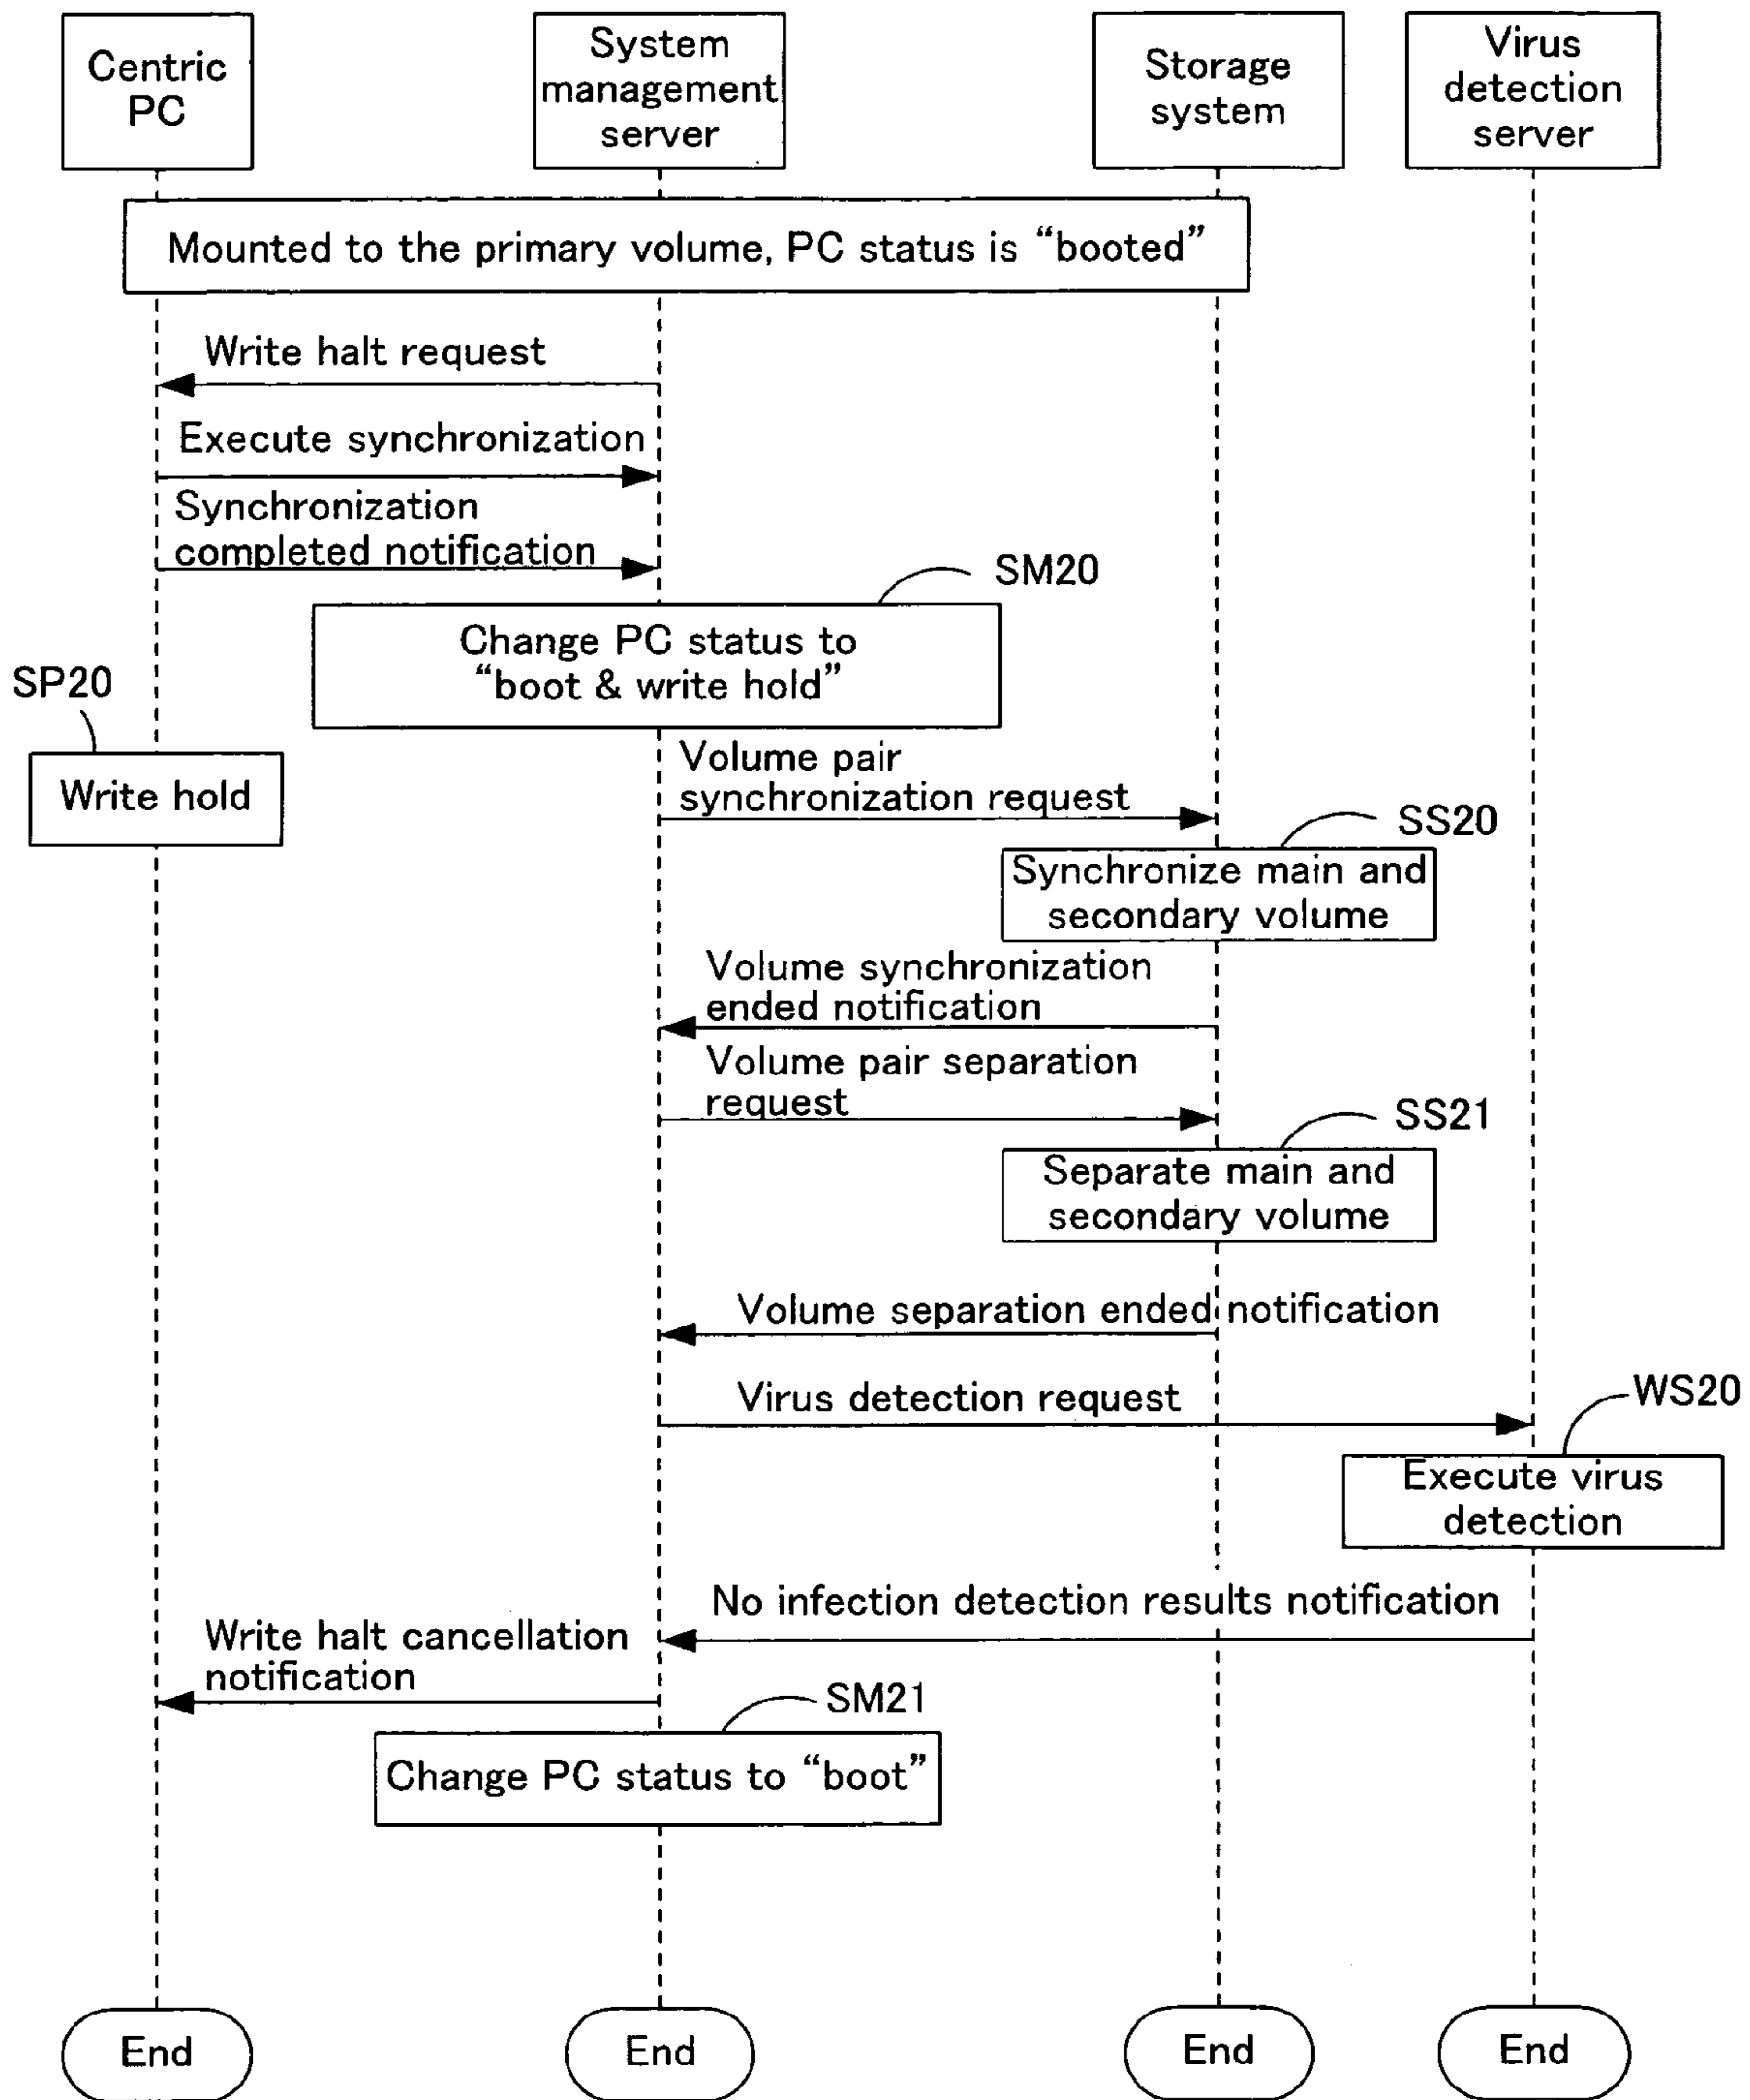 Centric
PC
System
management
server
Storage
system
Virus
detection
server
Mounted to the primary volume, PC status is “booted”
Write halt request
Execute synchronization
Synchronization
completed notification
SM20
Change PC status to
“boot & write hold”
SP20
Write hold
Volume pair
synchronization request
SS20
Synchronize main and
secondary volume
Volume synchronization
ended notification
Volume pair separation
request
SS21
Separate main and
secondary volume
Volume separation ended notification
Virus detection request
WS20
Execute virus
detection
No infection detection results notification
Write halt cancellation
notification
SM21
Change PC status to “boot”
End
End
End
End